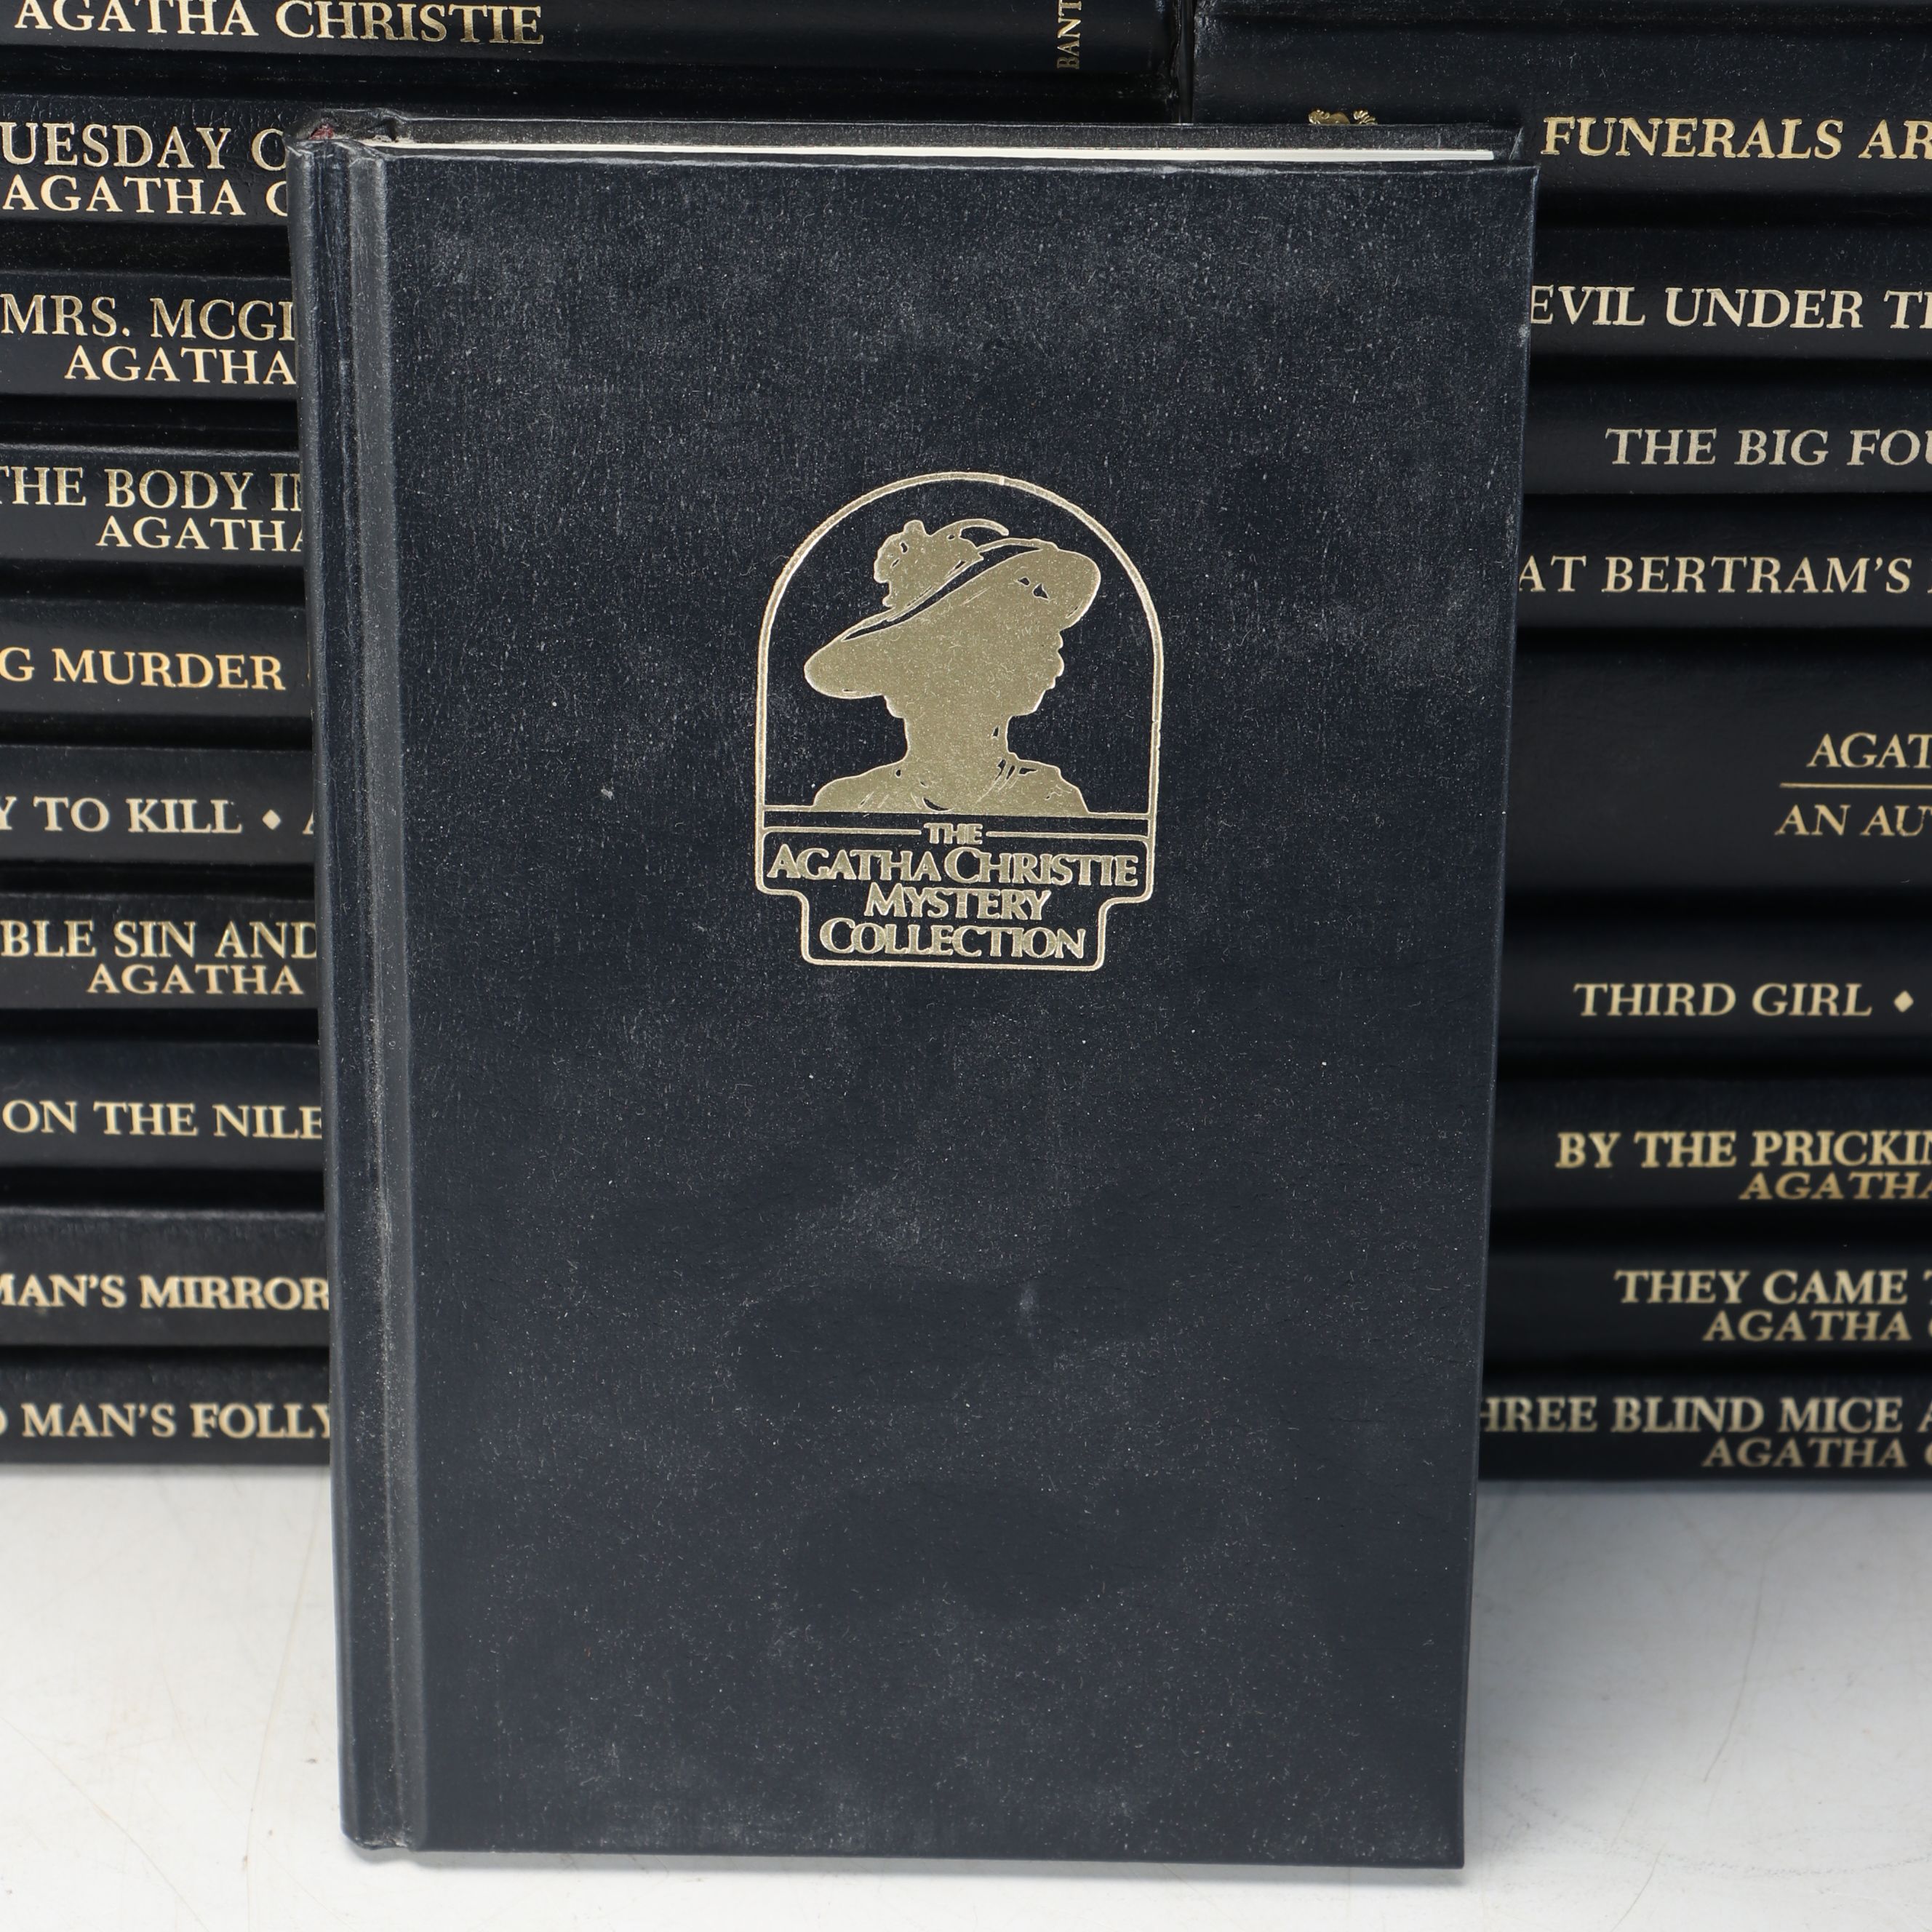 AGATHA CHRISTIE
BANT
UESDAY C
AGATHA C
MRS. MCGI
AGATHA
THE BODY IN
AGATHA
G MURDER
Y TO KILL ♦ A
BLE SIN AND
AGATHA
ON THE NILE
MAN'S MIRROR
MAN'S FOLLY
THE
AGATHA CHRISTIE
MYSTERY
COLLECTION
FUNERALS AR
EVIL UNDER TH
THE BIG FOU
AT BERTRAM'S
AGAT
AN AU
THIRD GIRL ♦
BY THE PRICKIN
AGATHA
THEY CAME T
AGATHA C
HREE BLIND MICE A
AGATHA C